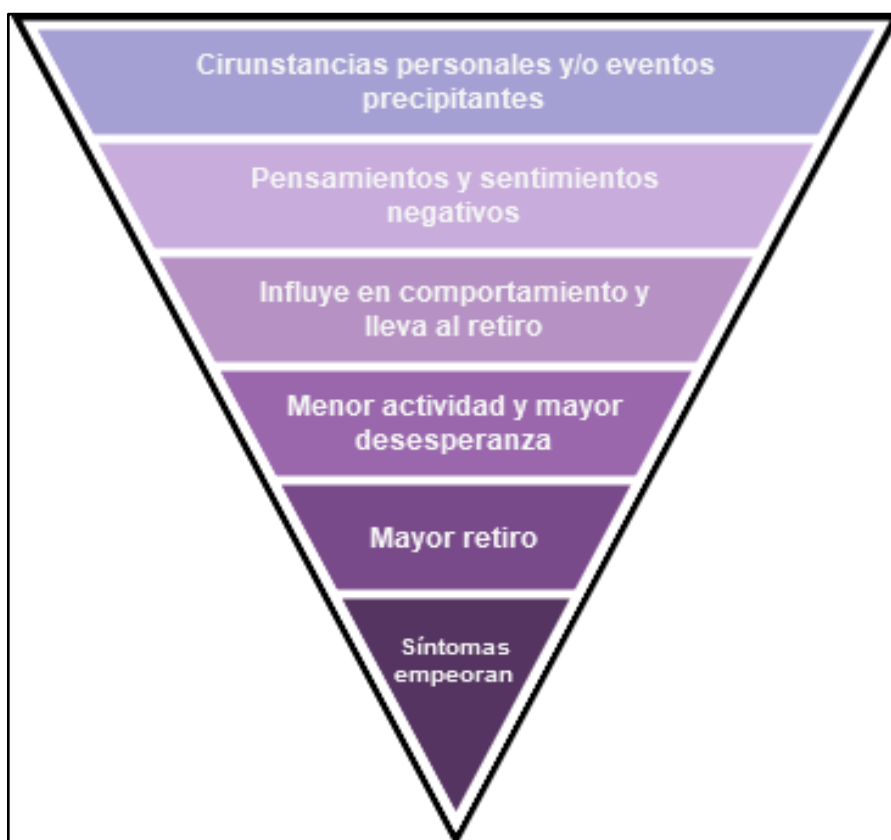 Cirunstancias personales y/o eventos
precipitantes
Pensamientos y sentimientos
negativos
Influye en comportamiento y
lleva al retiro
Menor actividad y mayor
desesperanza
Mayor retiro
Síntomas
empeoran